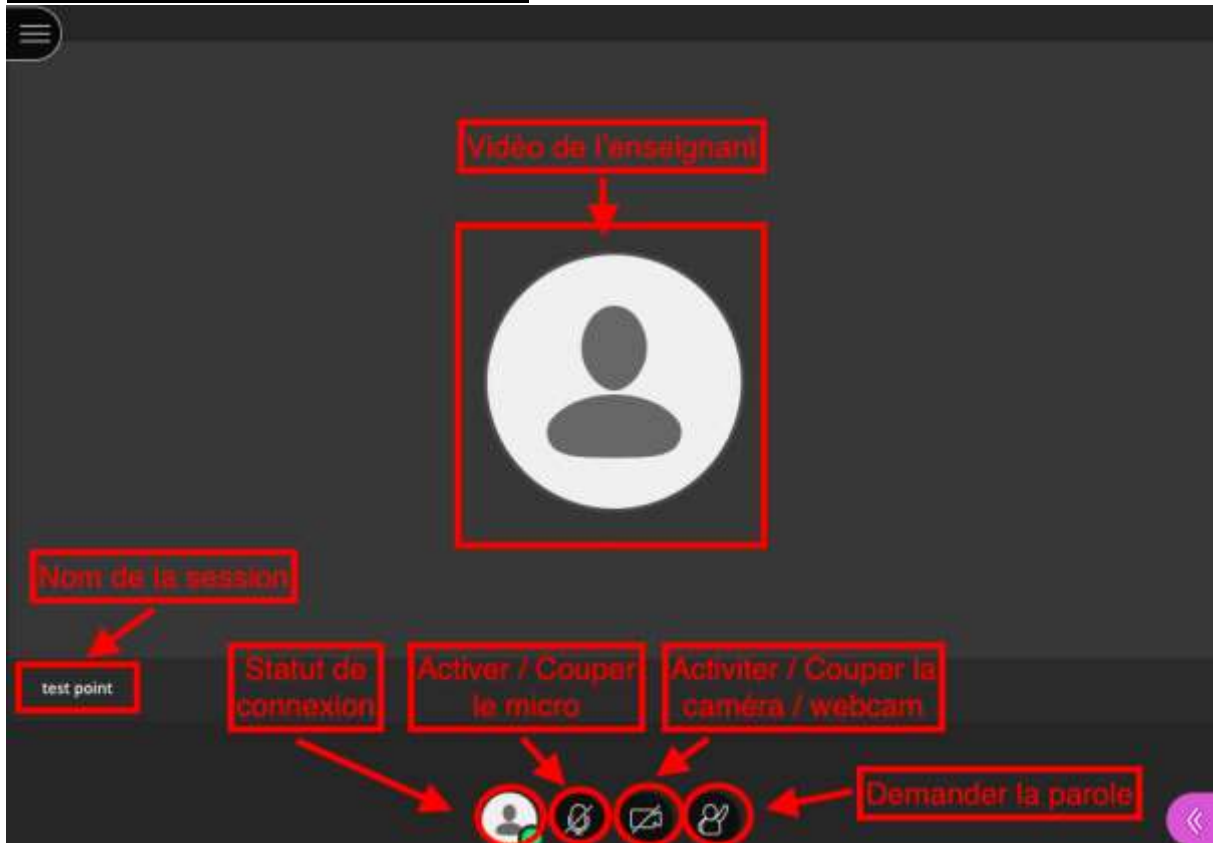 Vidéo de l'enseignant
Nom de la session
test point
Statut de
connexion
Activer / Couper
le micro
Activiter / Couper la
caméra / webcam
Demander la parole